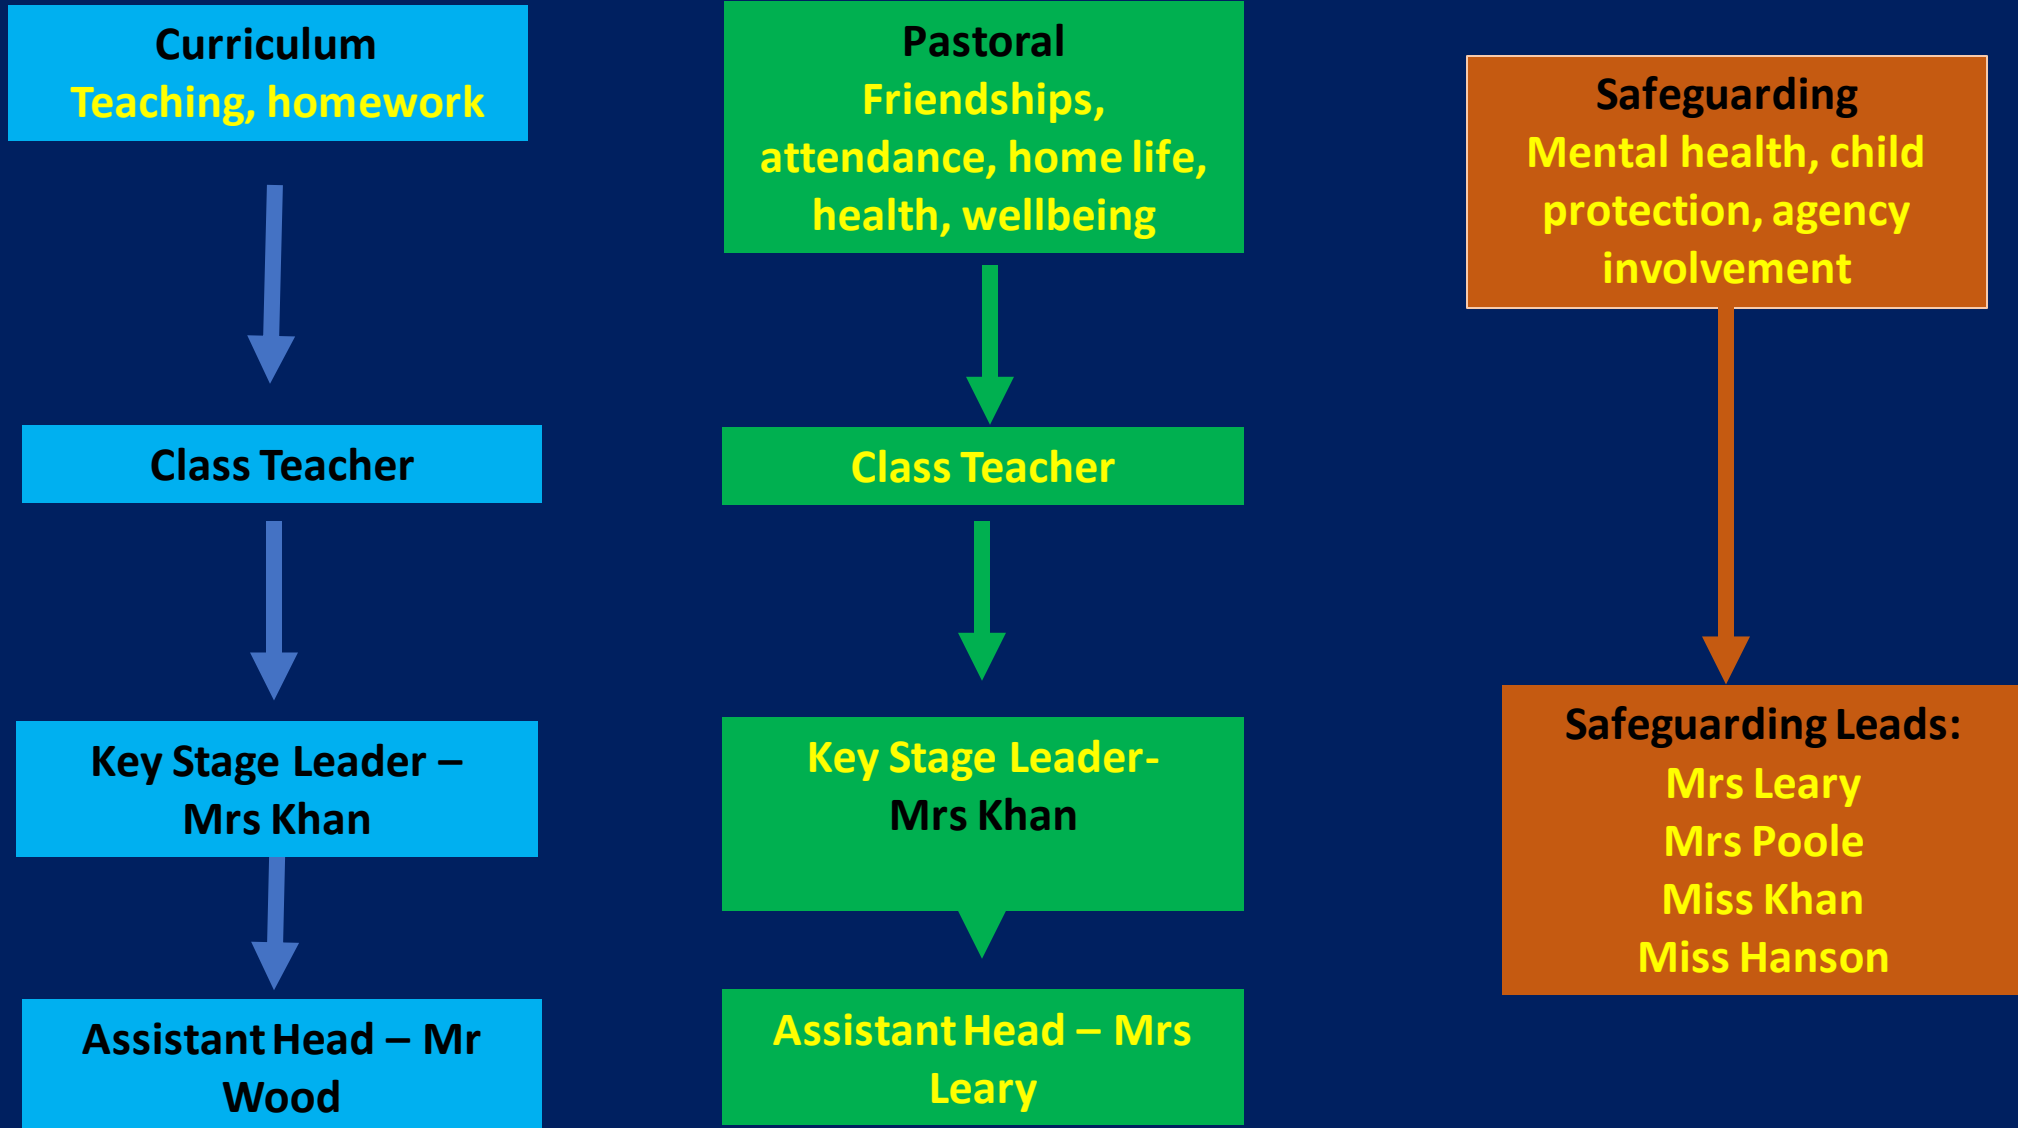 Curriculum
Teaching, homework
Class Teacher
Key Stage Leader –
Mrs Khan
Assistant Head – Mr
Wood
Pastoral
Friendships,
attendance, home life,
health, wellbeing
Class Teacher
Key Stage Leader-
Mrs Khan
Assistant Head – Mrs
Leary
Safeguarding
Mental health, child
protection, agency
involvement
Safeguarding Leads:
Mrs Leary
Mrs Poole
Miss Khan
Miss Hanson